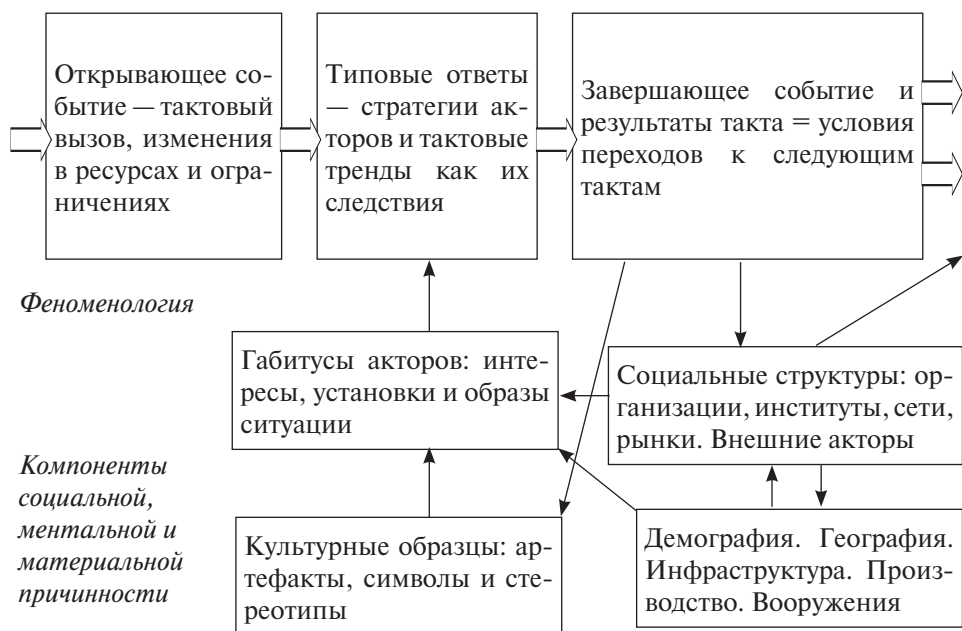 Открывающее со-
бытие — тактовый
вызов, изменения
в ресурсах и огра-
ничениях
Типовые ответы
— стратегии ак-
торов и тактовые
тренды как их
следствия
Завершающее событие и
результаты такта = условия
переходов к следующим
тактам
Феноменология
Габитусы акторов: инте-
ресы, установки и образы
ситуации
Социальные структуры: ор-
ганизации, институты, сети,
рынки. Внешние акторы
Компоненты
социальной,
ментальной и
материальной
причинности
Культурные образцы: ар-
тефакты, символы и сте-
реотипы
Демография. География.
Инфраструктура. Произ-
водство. Вооружения